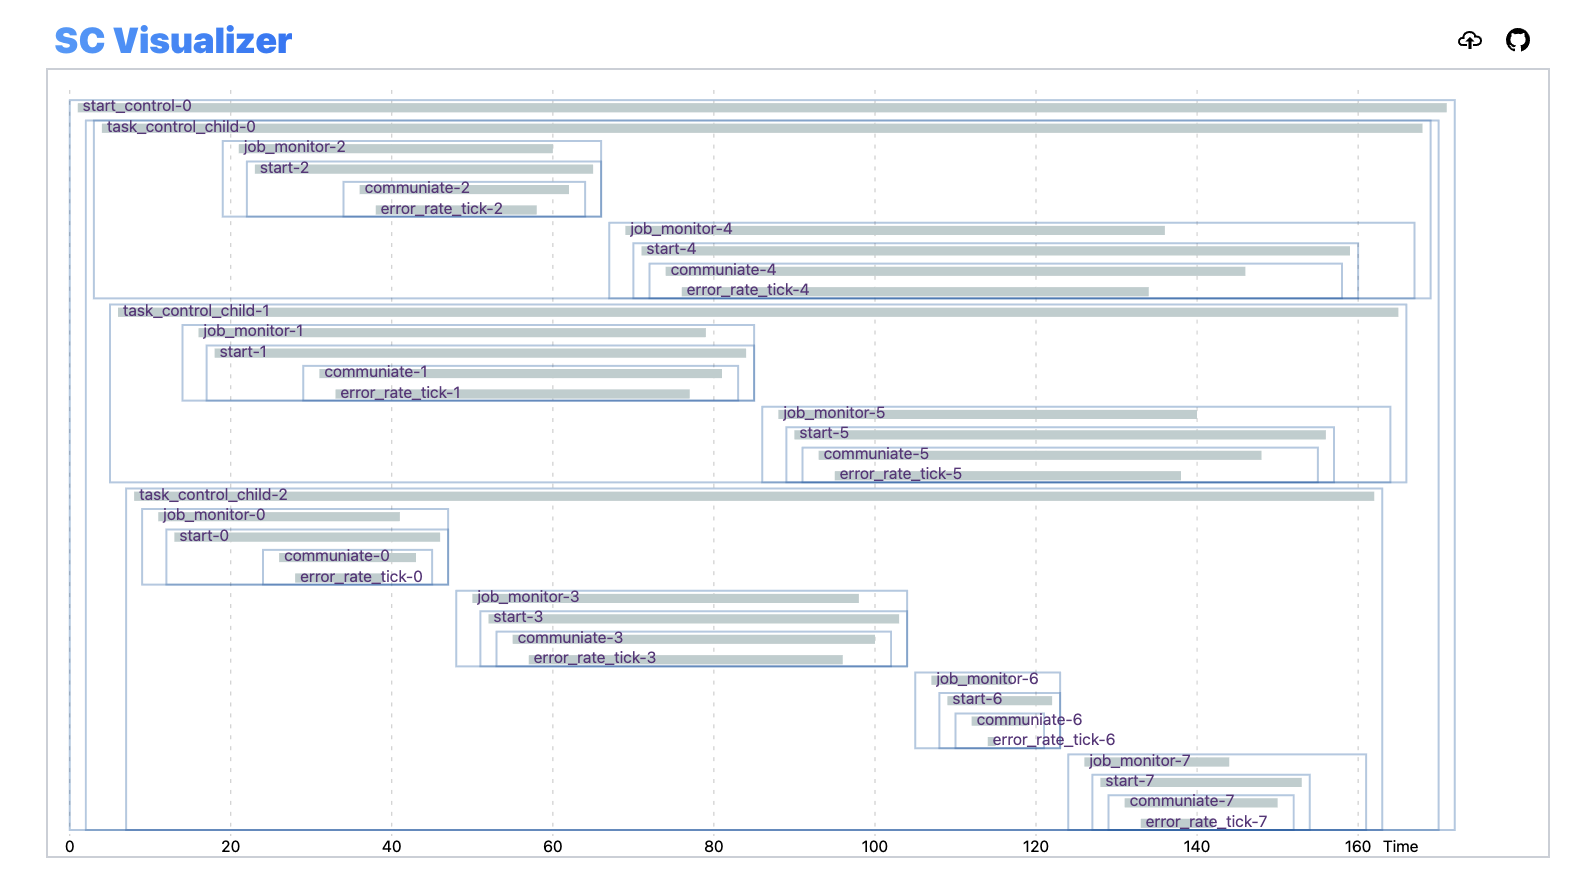 SC Visualizer
start_control-0
task_control_child-0
job_monitor-2
start-2
communiate-2
error_rate_tick-2
job_monitor-4
start-4
communiate-4
error_rate_tick-4
task_control_child-1
job_monitor-1
start-1
communiate-1
error_rate_tick-1
job_monitor-5
start-5
communiate-5
error_rate_tick-5
task_control_child-2
job_monitor-0
start-0
communiate-0
error_rate_tick-0
job_monitor-3
start-3
communiate-3
error_rate_tick-3
job_monitor-6
start-6
communiate-6
error_rate_tick-6
job_monitor-7
start-7
communiate-7
error_rate_tick-7
0 20 40 60 80 100 120 140 160 Time